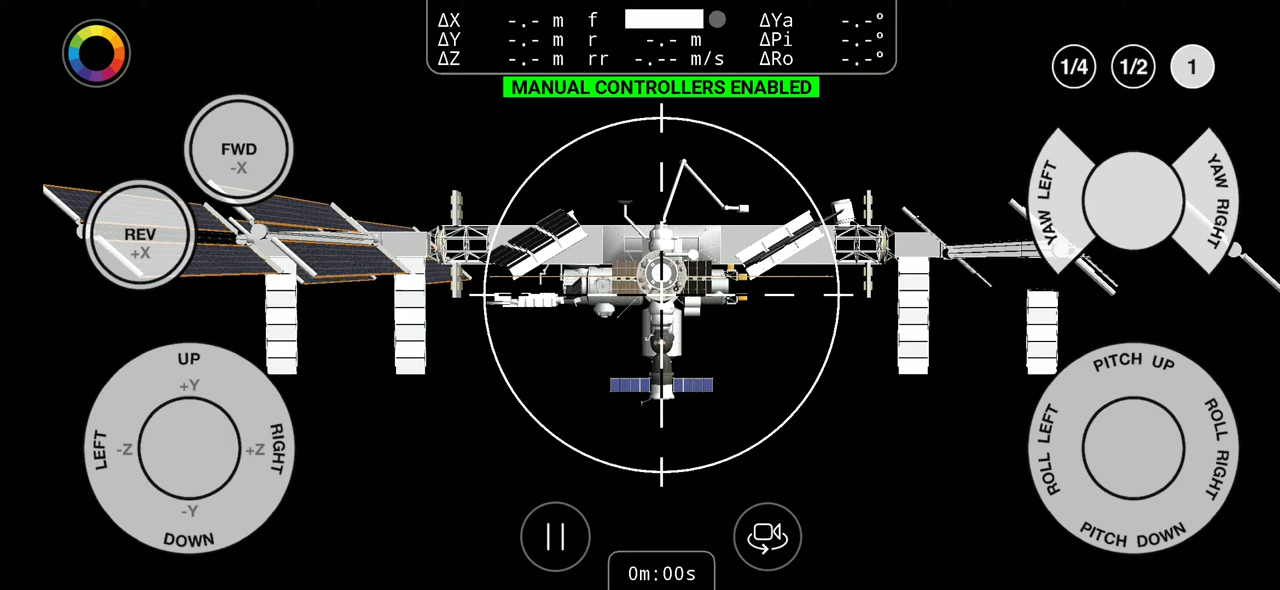 ΔX -.- m f ΔYa -.-°
ΔY -.- m r -.- m ΔPi -.-°
ΔZ -.- m rr -.-- m/s ΔRo -.-°
MANUAL CONTROLLERS ENABLED
1/4 1/2 1
FWD
-X
REV
+X
YAW LEFT
YAW RIGHT
UP
+Y
LEFT -Z +Z RIGHT
-Y
DOWN
PITCH UP
ROLL LEFT ROLL RIGHT
PITCH DOWN
0m:00s